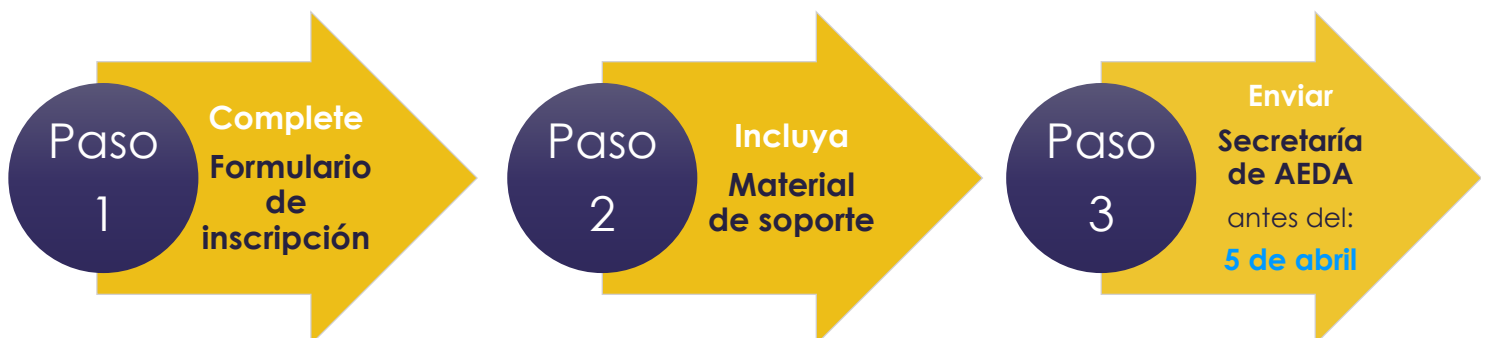 Paso
1
Complete
Formulario
de
inscripción
Paso
2
Incluya
Material
de soporte
Paso
3
Enviar
Secretaría
de AEDA
antes del:
5 de abril